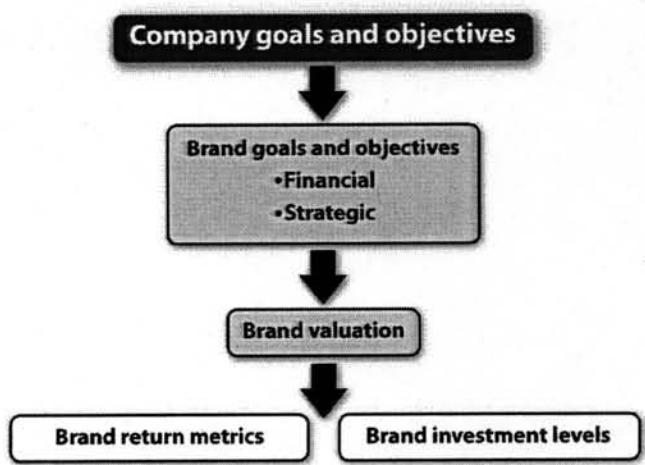 Company goals and objectives
Brand goals and objectives
•Financial
•Strategic
Brand valuation
Brand return metrics
Brand investment levels